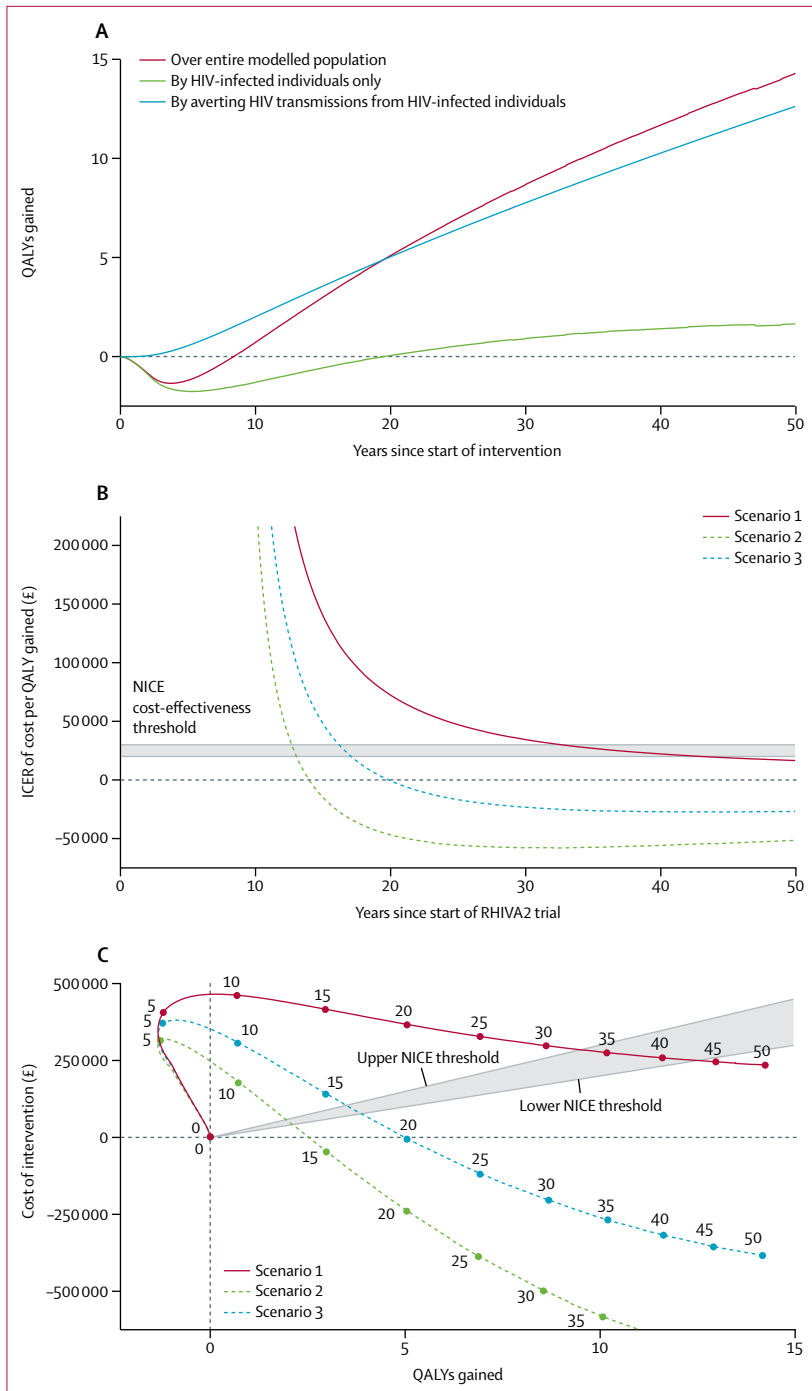 A
Over entire modelled population
By HIV-infected individuals only
By averting HIV transmissions from HIV-infected individuals
15
10
5
0
QALYs gained
0 10 20 30 40 50
Years since start of intervention
B
Scenario 1
Scenario 2
Scenario 3
200 000
150 000
100 000
50 000
0
–50 000
ICER of cost per QALY gained (£)
NICE
cost-effectiveness
threshold
0 10 20 30 40 50
Years since start of RHIVA2 trial
C
500 000
250 000
0
–250 000
–500 000
Cost of intervention (£)
5 10 15 20 25 30 35 40 45 50
5 10 15 20 25 30 35 40 45 50
5 10 15 20 25 30 35
0
0
Upper NICE threshold
Lower NICE threshold
Scenario 1
Scenario 2
Scenario 3
0 5 10 15
QALYs gained